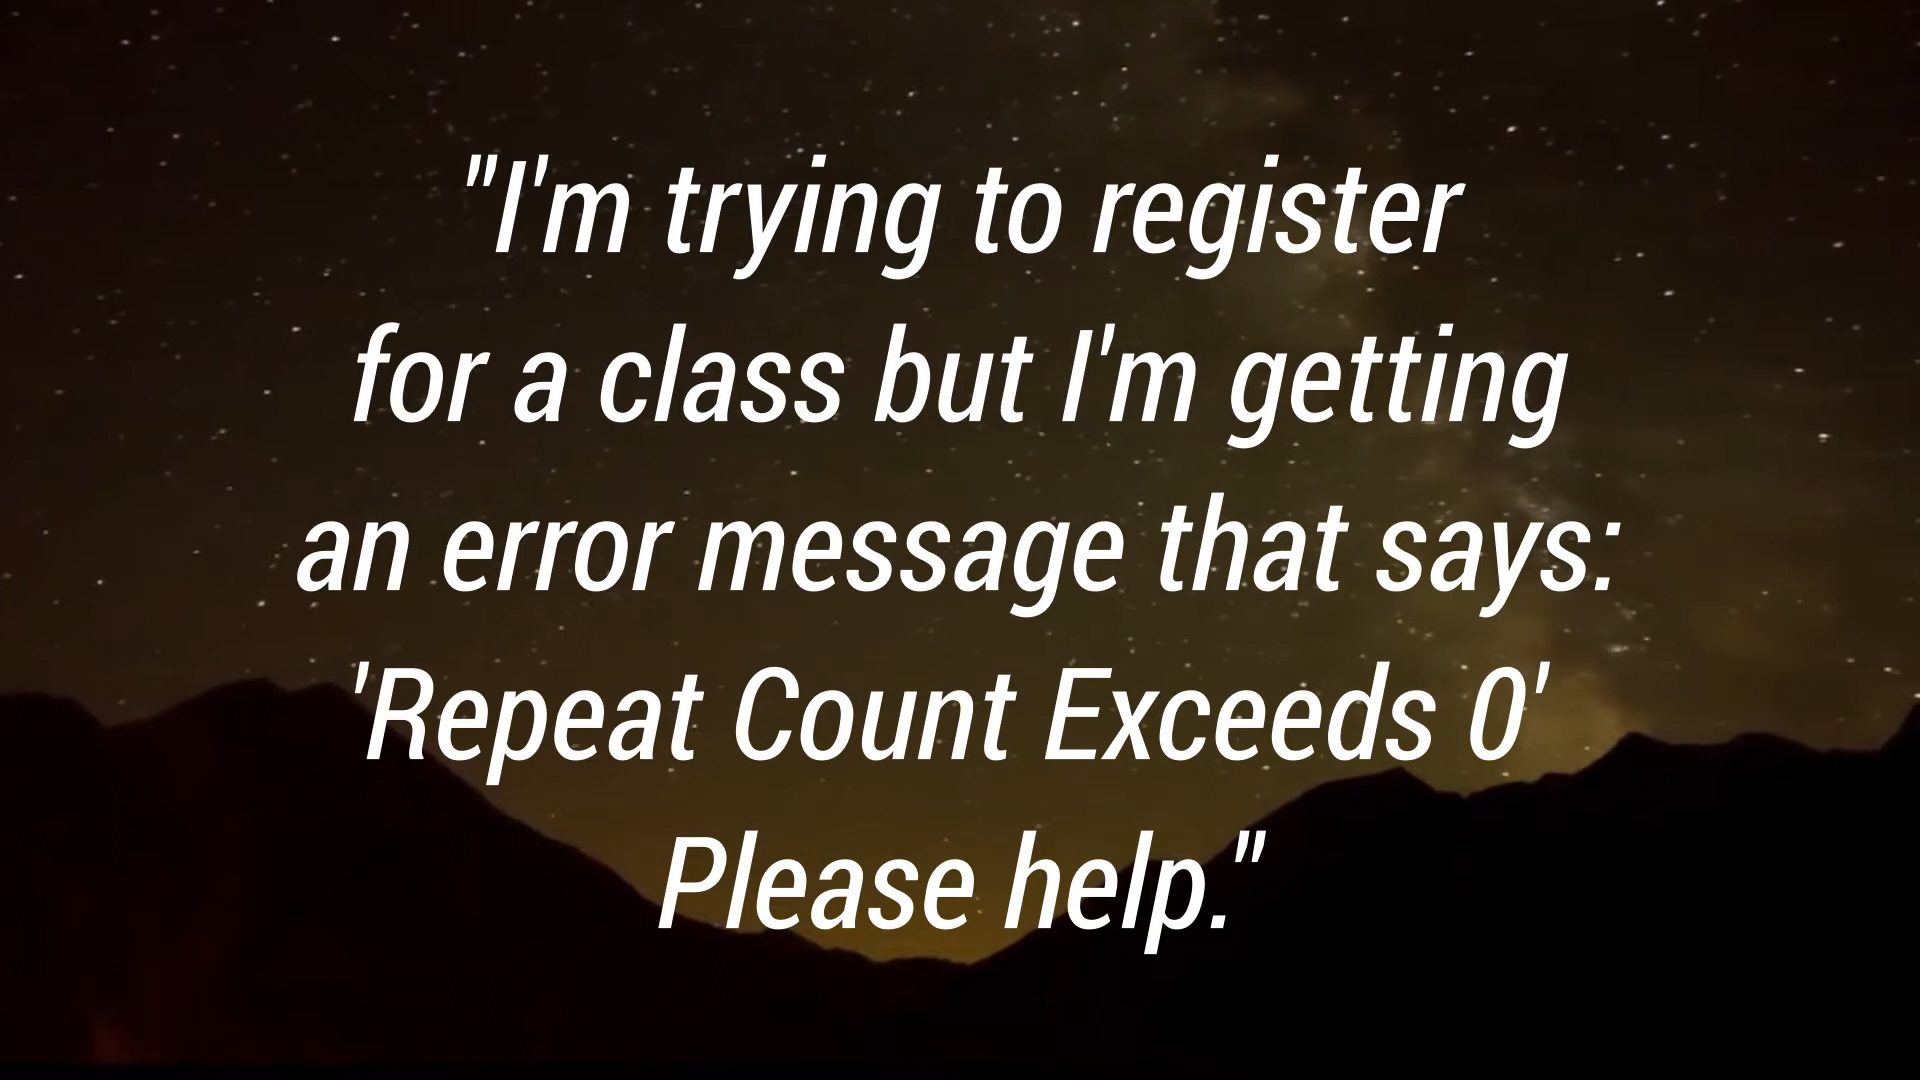 "I'm trying to register
for a class but I'm getting
an error message that says:
'Repeat Count Exceeds 0'
Please help."